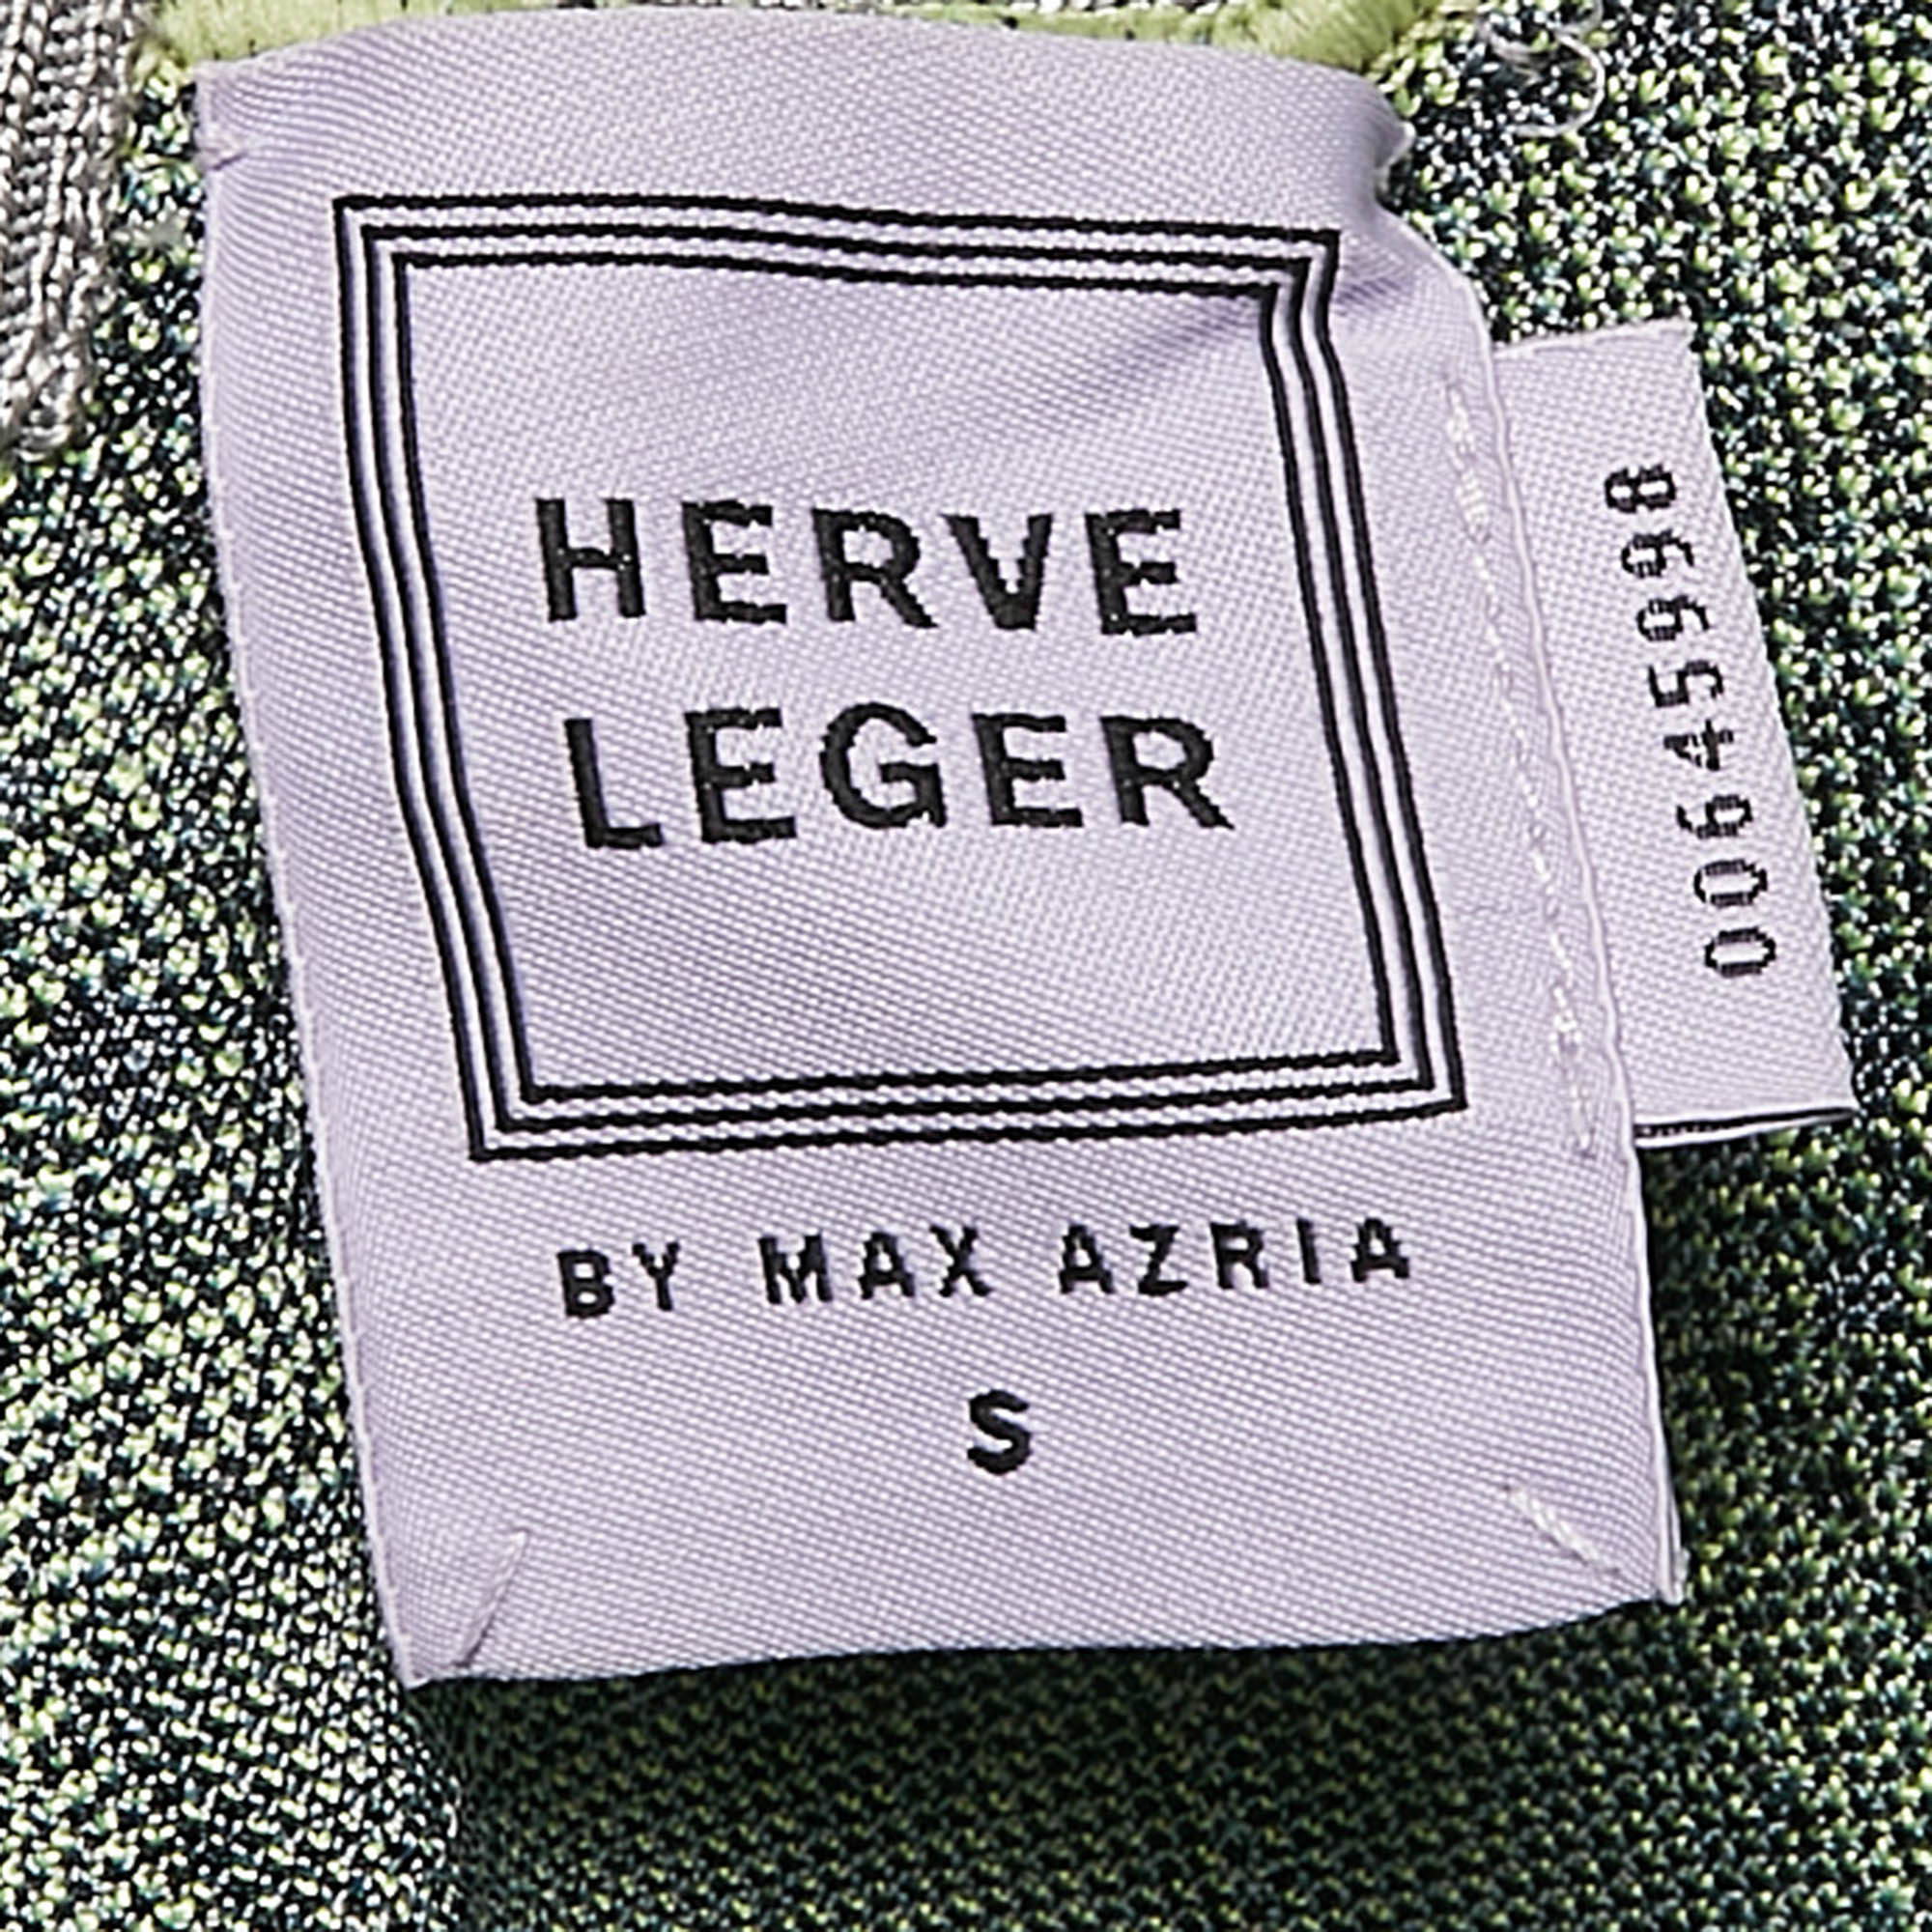 HERVE
LEGER
BY MAX AZRIA
S
00645998